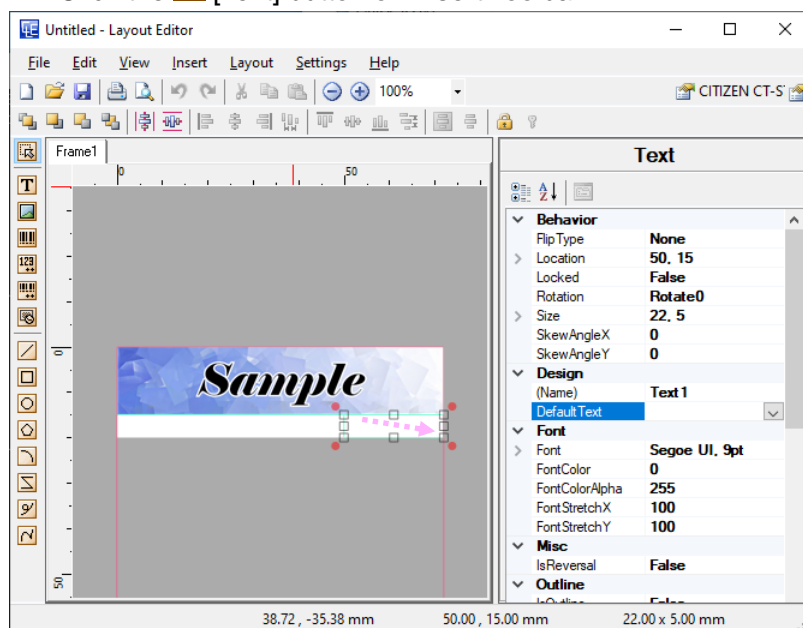 Untitled - Layout Editor
File Edit View Insert Layout Settings Help
100% CITIZEN CT-S
Frame1
Text
0 50
Behavior
FlipType None
Location 50, 15
Locked False
Rotation Rotate0
Size 22, 5
SkewAngleX 0
SkewAngleY 0
Design
(Name) Text1
DefaultText
Font
Font Segoe UI, 9pt
FontColor 0
FontColorAlpha 255
FontStretchX 100
FontStretchY 100
Misc
IsReversal False
Outline
0
Sample
50
38.72 , -35.38 mm 50.00 , 15.00 mm 22.00 x 5.00 mm